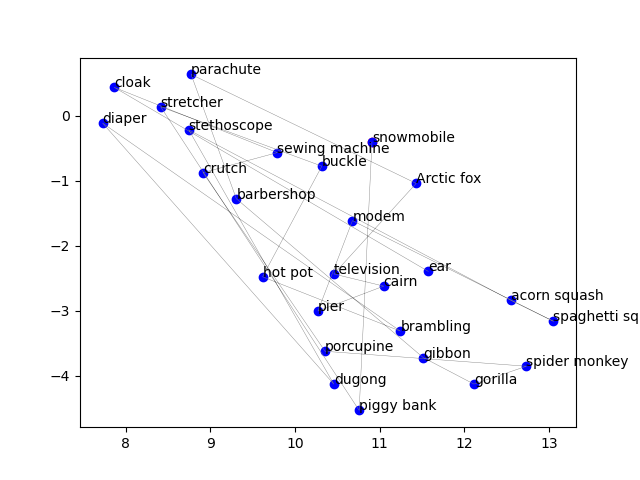 parachute
cloak
stretcher
diaper
stethoscope
snowmobile
sewing machine
buckle
crutch
Arctic fox
barbershop
modem
ear
hot pot
television
cairn
acorn squash
pier
spaghetti sq
brambling
porcupine
gibbon
spider monkey
dugong
gorilla
piggy bank
0
−1
−2
−3
−4
8 9 10 11 12 13